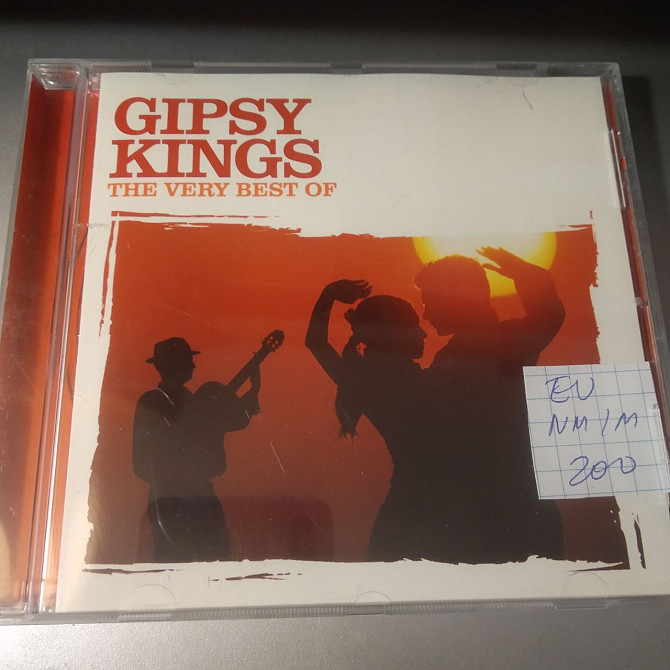 GIPSY
KINGS
THE VERY BEST OF
EU
NM/M
200